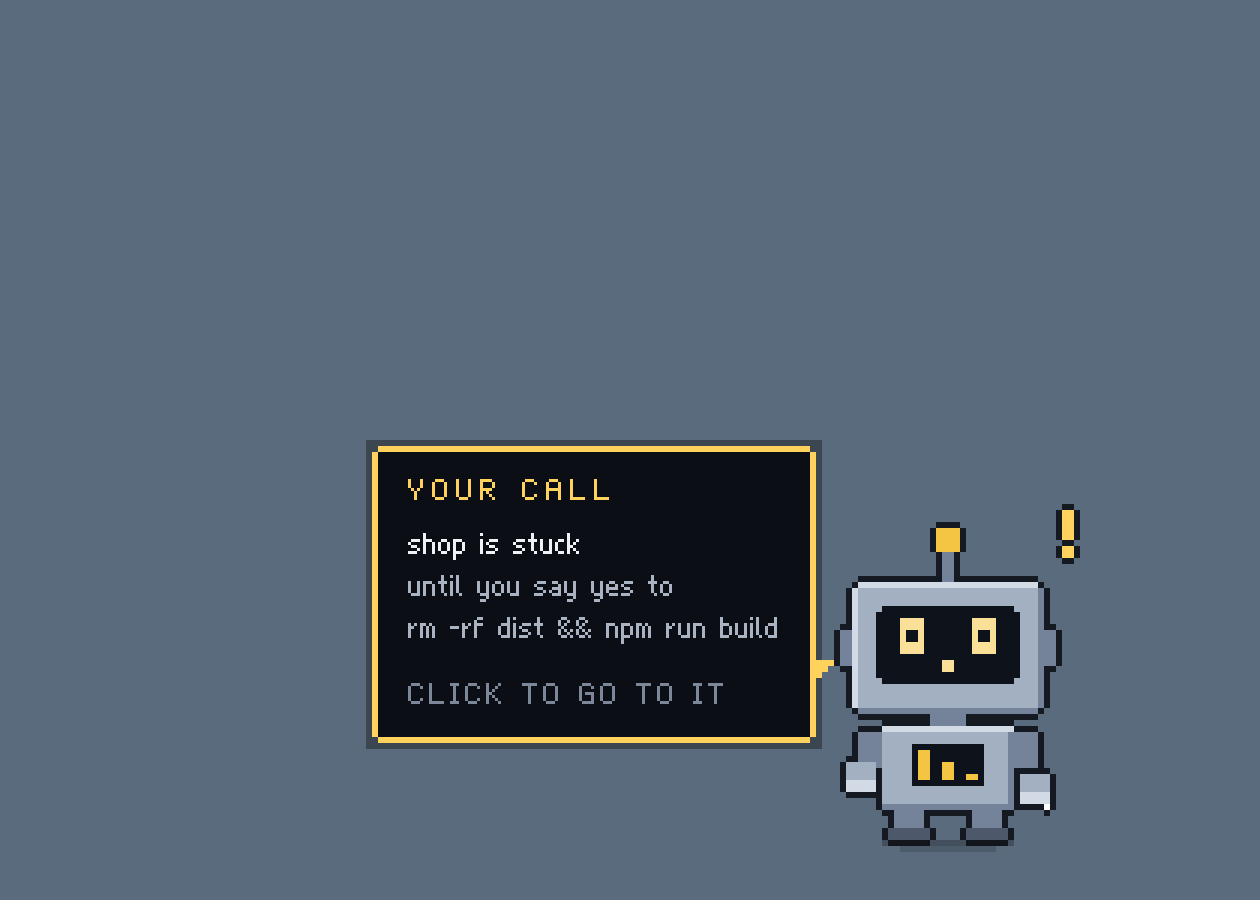 YOUR CALL
shop is stuck
until you say yes to
rm -rf dist && npm run build
CLICK TO GO TO IT
!